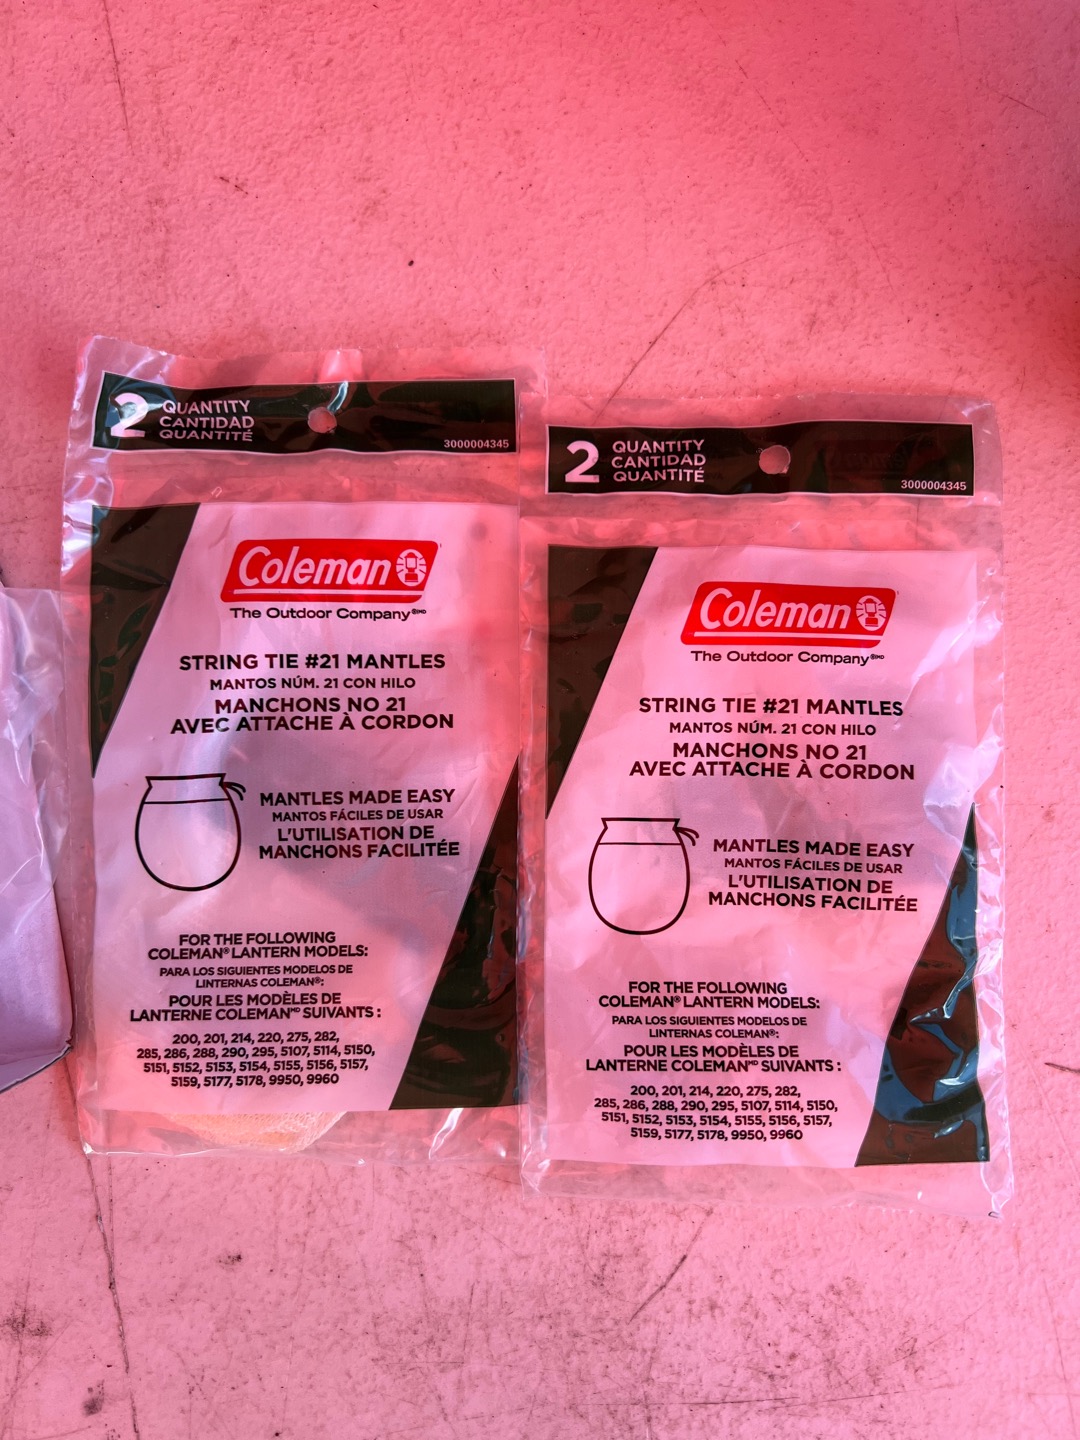 2 QUANTITY
CANTIDAD
QUANTITÉ
3000004345
Coleman
The Outdoor Company®MD
STRING TIE #21 MANTLES
MANTOS NÚM. 21 CON HILO
MANCHONS NO 21
AVEC ATTACHE À CORDON
MANTLES MADE EASY
MANTOS FÁCILES DE USAR
L'UTILISATION DE
MANCHONS FACILITÉE
FOR THE FOLLOWING
COLEMAN® LANTERN MODELS:
PARA LOS SIGUIENTES MODELOS DE
LINTERNAS COLEMAN®:
POUR LES MODÈLES DE
LANTERNE COLEMAN MD SUIVANTS :
200, 201, 214, 220, 275, 282,
285, 286, 288, 290, 295, 5107, 5114, 5150,
5151, 5152, 5153, 5154, 5155, 5156, 5157,
5159, 5177, 5178, 9950, 9960
2 QUANTITY
CANTIDAD
QUANTITÉ
3000004345
Coleman
The Outdoor Company®MD
STRING TIE #21 MANTLES
MANTOS NÚM. 21 CON HILO
MANCHONS NO 21
AVEC ATTACHE À CORDON
MANTLES MADE EASY
MANTOS FÁCILES DE USAR
L'UTILISATION DE
MANCHONS FACILITÉE
FOR THE FOLLOWING
COLEMAN® LANTERN MODELS:
PARA LOS SIGUIENTES MODELOS DE
LINTERNAS COLEMAN®:
POUR LES MODÈLES DE
LANTERNE COLEMAN MD SUIVANTS :
200, 201, 214, 220, 275, 282,
285, 286, 288, 290, 295, 5107, 5114, 5150,
5151, 5152, 5153, 5154, 5155, 5156, 5157,
5159, 5177, 5178, 9950, 9960